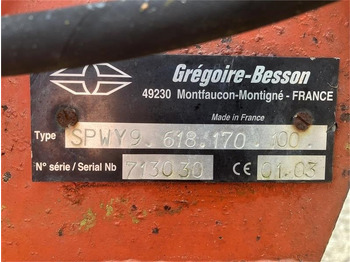 Grégoire-Besson
49230 Montfaucon-Montigné - FRANCE
Made in France
Type SPWY9. 618.170 .100.
N° série / Serial Nb 713030 CE 01.03